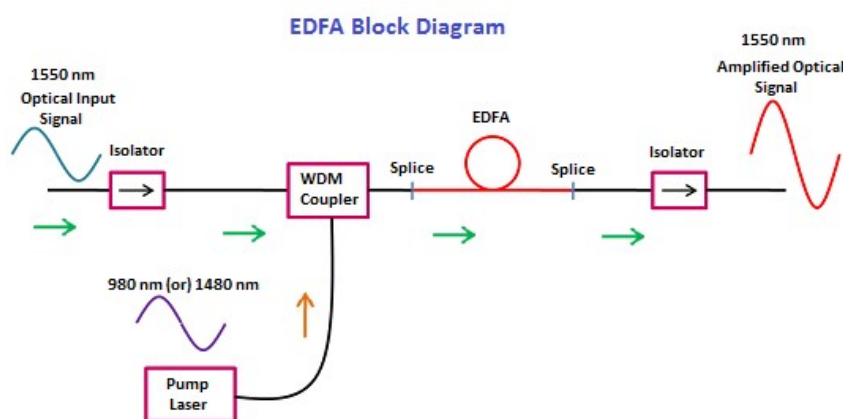 EDFA Block Diagram
1550 nm
Optical Input
Signal
Isolator
WDM
Coupler
Splice
EDFA
Splice
Isolator
1550 nm
Amplified Optical
Signal
980 nm (or) 1480 nm
Pump
Laser